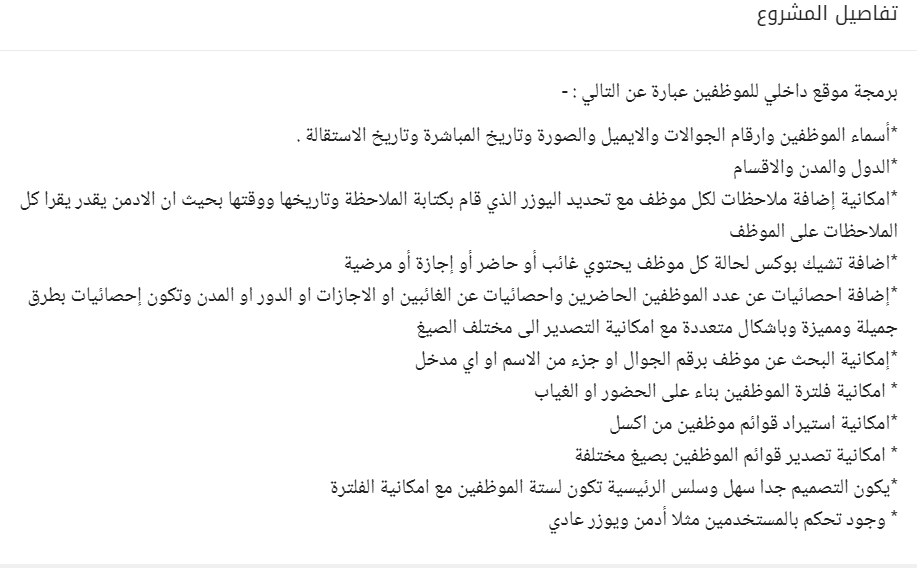 تفاصيل المشروع
برمجة موقع داخلي للموظفين عبارة عن التالي : -
*أسماء الموظفين وارقام الجوالات والايميل والصورة وتاريخ المباشرة وتاريخ الاستقالة .
*الدول والمدن والاقسام
*امكانية إضافة ملاحظات لكل موظف مع تحديد اليوزر الذي قام بكتابة الملاحظة وتاريخها ووقتها بحيث ان الادمن يقدر يقرا كل
الملاحظات على الموظف
*اضافة تشيك بوكس لحالة كل موظف يحتوي غائب أو حاضر أو إجازة أو مرضية
*إضافة احصائيات عن عدد الموظفين الحاضرين واحصائيات عن الغائبين او الاجازات او الدور او المدن وتكون إحصائيات بطرق
جميلة ومميزة وباشكال متعددة مع امكانية التصدير الى مختلف الصيغ
*إمكانية البحث عن موظف برقم الجوال او جزء من الاسم او اي مدخل
* امكانية فلترة الموظفين بناء على الحضور او الغياب
*امكانية استيراد قوائم موظفين من اكسل
* امكانية تصدير قوائم الموظفين بصيغ مختلفة
*يكون التصميم جدا سهل وسلس الرئيسية تكون لستة الموظفين مع امكانية الفلترة
* وجود تحكم بالمستخدمين مثلا أدمن ويوزر عادي